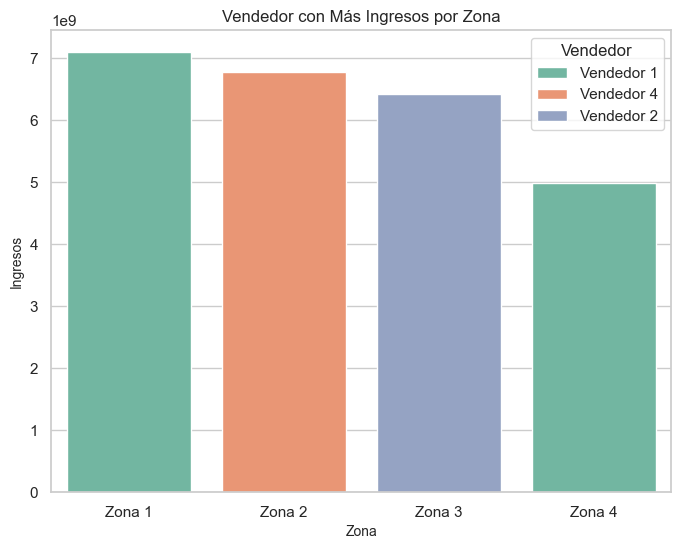 Vendedor con Más Ingresos por Zona
1e9
Vendedor
Vendedor 1
Vendedor 4
Vendedor 2
7
6
5
4
3
2
1
0
Ingresos
Zona 1
Zona 2
Zona 3
Zona 4
Zona